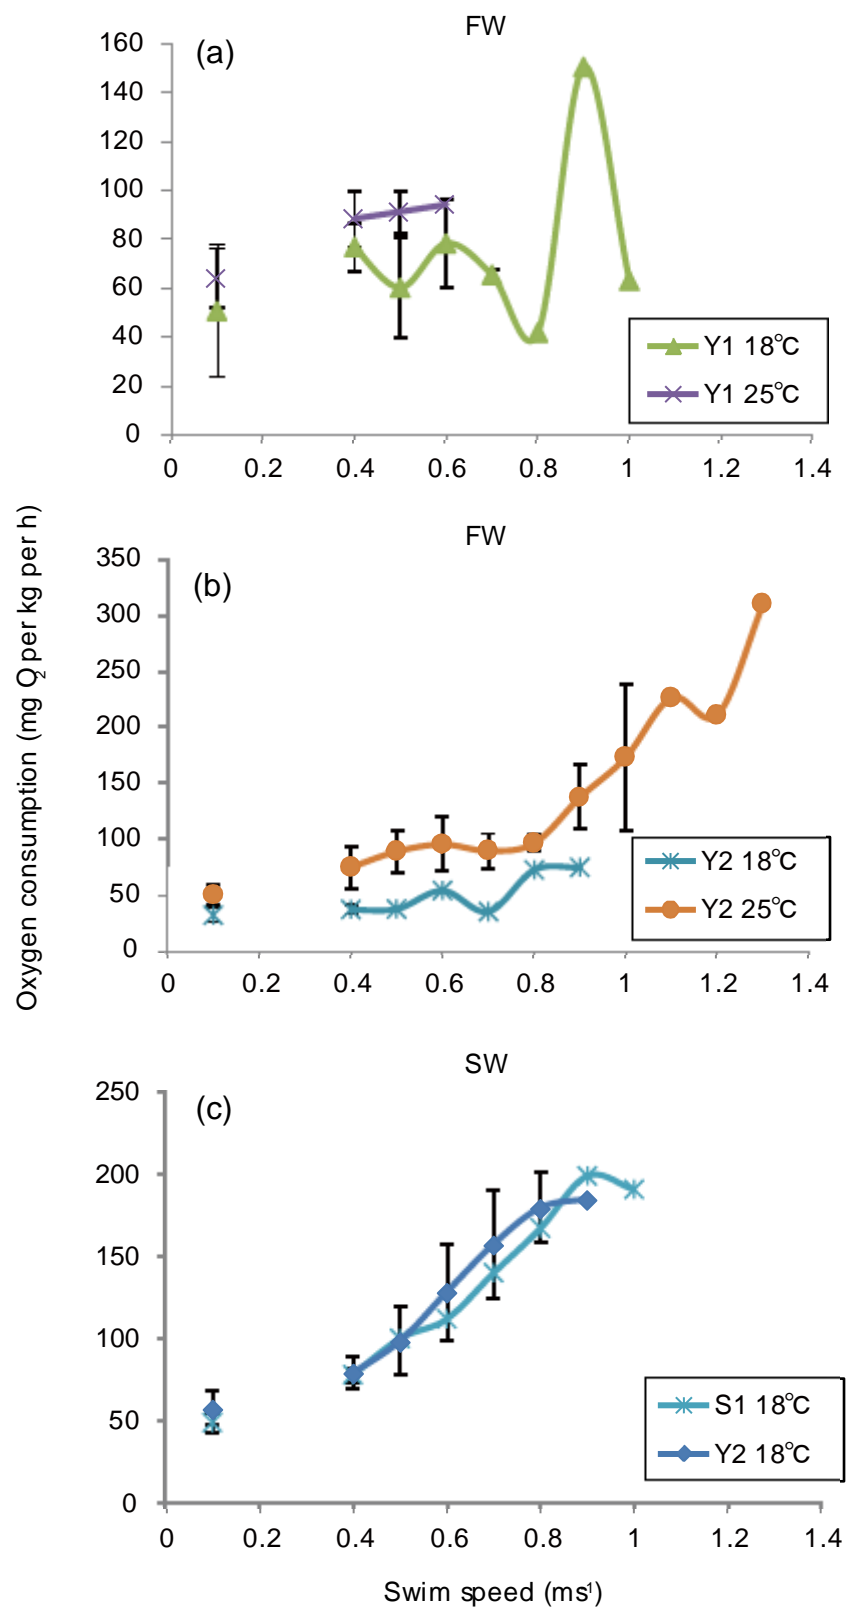 FW
(a)
160
140
120
100
80
60
40
20
0
0 0.2 0.4 0.6 0.8 1 1.2 1.4
Y1 18°C
Y1 25°C
Oxygen consumption (mg O2 per kg per h)
FW
(b)
350
300
250
200
150
100
50
0
0 0.2 0.4 0.6 0.8 1 1.2 1.4
Y2 18°C
Y2 25°C
SW
(c)
250
200
150
100
50
0
0 0.2 0.4 0.6 0.8 1 1.2 1.4
S1 18°C
Y2 18°C
Swim speed (ms¹)